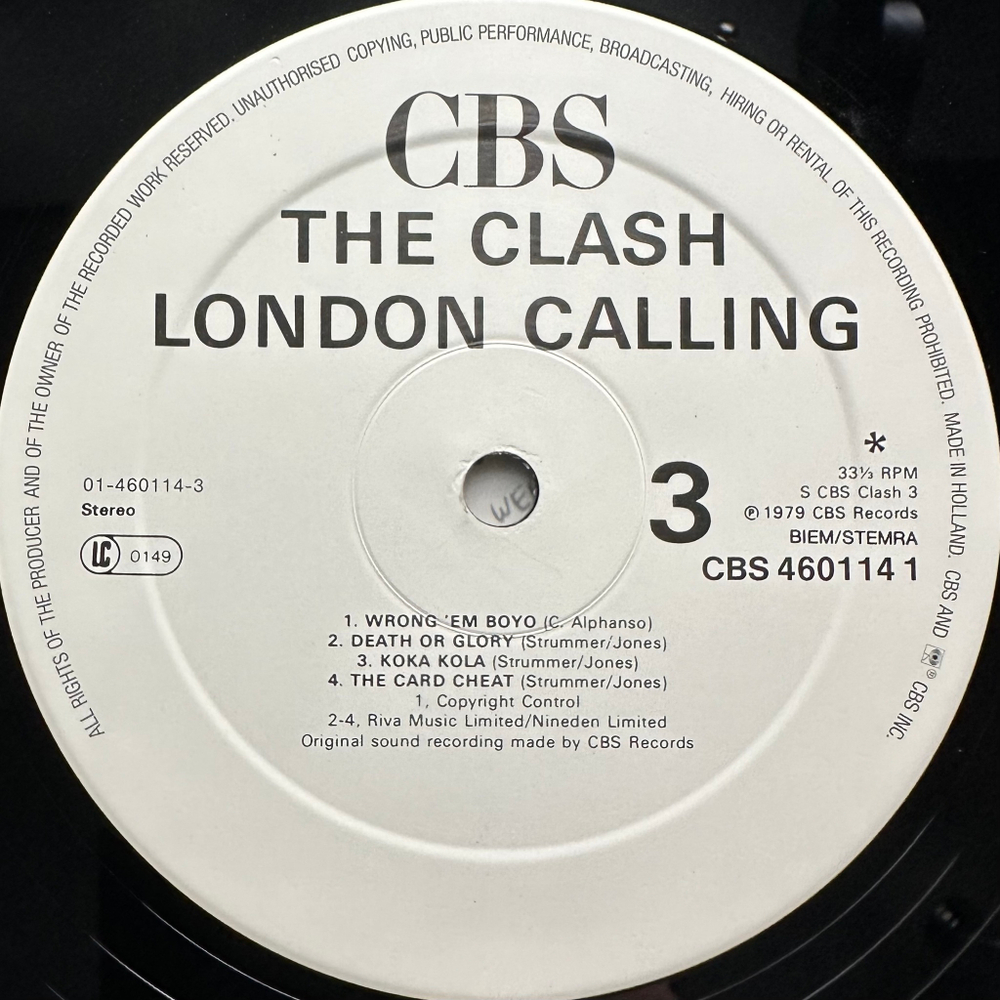 ALL RIGHTS OF THE PRODUCER AND OF THE OWNER OF THE RECORDED WORK RESERVED. UNAUTHORISED COPYING, PUBLIC PERFORMANCE, BROADCASTING, HIRING OR RENTAL OF THIS RECORDING PROHIBITED. MADE IN HOLLAND. CBS AND ® CBS INC.
CBS
THE CLASH
LONDON CALLING
01-460114-3
Stereo
LC 0149
WE
3
*
33⅓ RPM
S CBS Clash 3
℗ 1979 CBS Records
BIEM/STEMRA
CBS 460114 1
1. WRONG 'EM BOYO (C. Alphanso)
2. DEATH OR GLORY (Strummer/Jones)
3. KOKA KOLA (Strummer/Jones)
4. THE CARD CHEAT (Strummer/Jones)
1, Copyright Control
2-4, Riva Music Limited/Nineden Limited
Original sound recording made by CBS Records